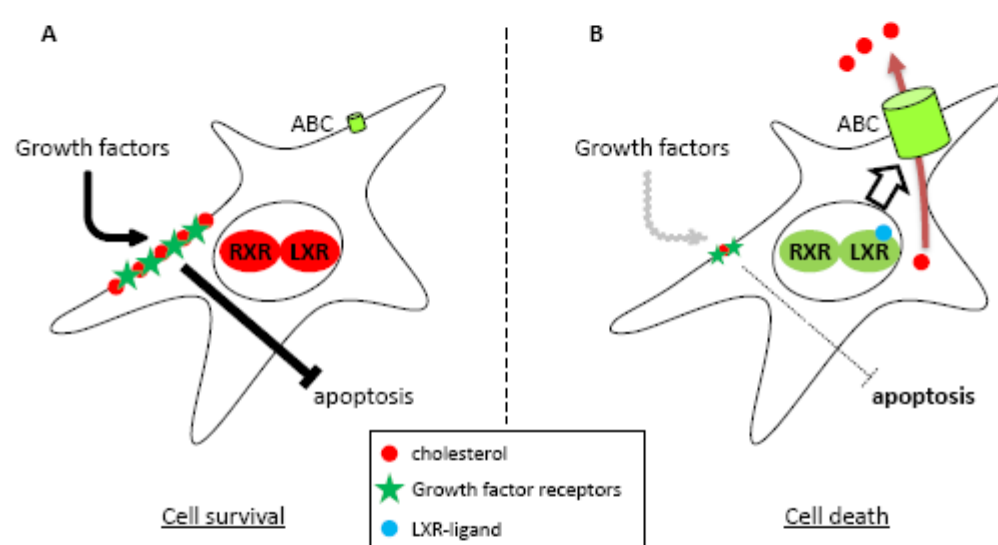 A
Growth factors
ABC
RXR
LXR
apoptosis
Cell survival
B
Growth factors
ABC
RXR
LXR
apoptosis
Cell death
cholesterol
Growth factor receptors
LXR-ligand